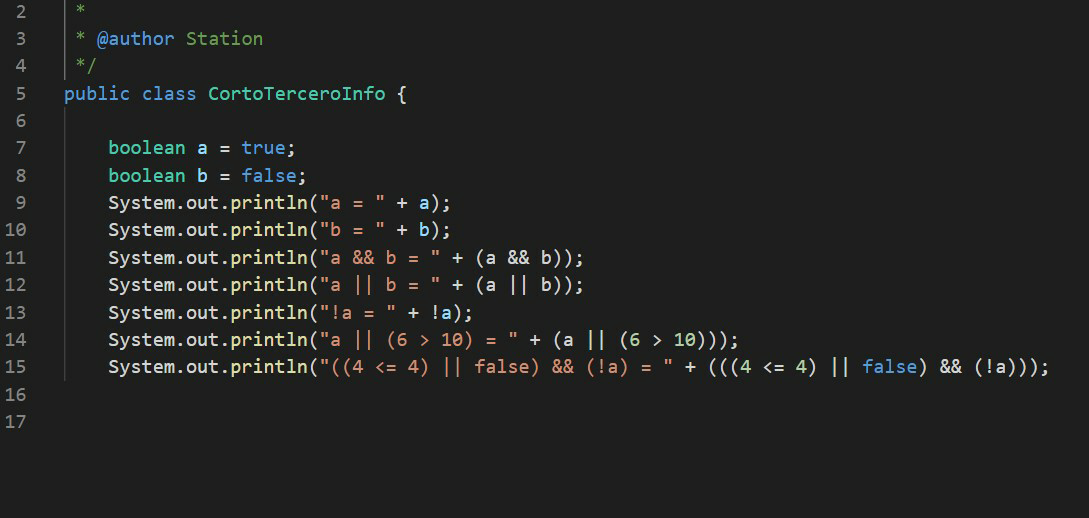 2 *
3 * @author Station
4 */
5 public class CortoTerceroInfo {
6
7 boolean a = true;
8 boolean b = false;
9 System.out.println("a = " + a);
10 System.out.println("b = " + b);
11 System.out.println("a && b = " + (a && b));
12 System.out.println("a || b = " + (a || b));
13 System.out.println("!a = " + !a);
14 System.out.println("a || (6 > 10) = " + (a || (6 > 10)));
15 System.out.println("((4 <= 4) || false) && (!a) = " + (((4 <= 4) || false) && (!a)));
16
17